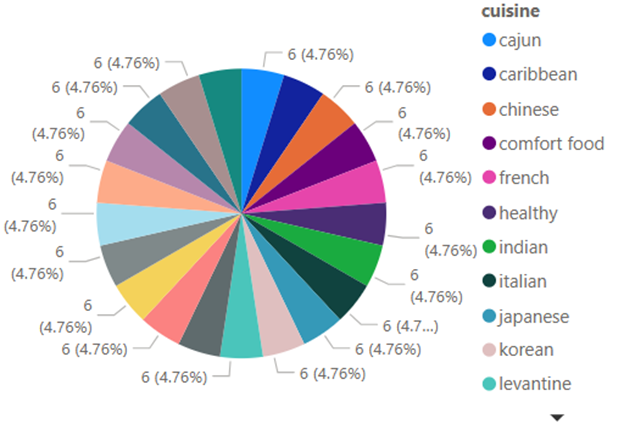 6 (4.76%)
6 (4.76%)
6
(4.76%)
6
(4.76%)
6
(4.76%)
6
(4.76%)
6 (4.7...)
6 (4.76%)
6 (4.76%)
6 (4.76%)
6 (4.76%)
6
(4.76%)
6
(4.76%)
6
(4.76%)
6
(4.76%)
6
(4.76%)
6 (4.76%)
6 (4.76%)
cuisine
cajun
caribbean
chinese
comfort food
french
healthy
indian
italian
japanese
korean
levantine